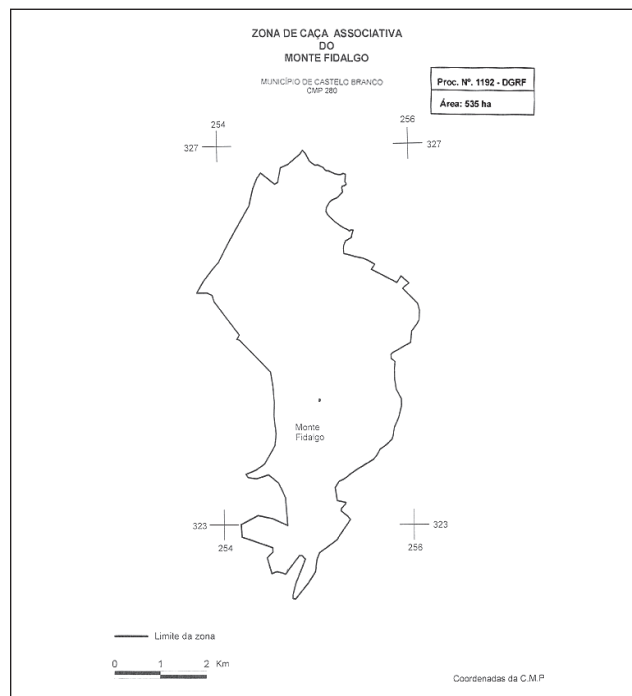 ZONA DE CAÇA ASSOCIATIVA
DO
MONTE FIDALGO
MUNICÍPIO DE CASTELO BRANCO
CMP 280
Proc. Nº. 1192 - DGRF
Área: 535 ha
254
327
256
327
Monte
Fidalgo
323
254
323
256
Limite da zona
0 1 2 Km
Coordenadas da C.M.P